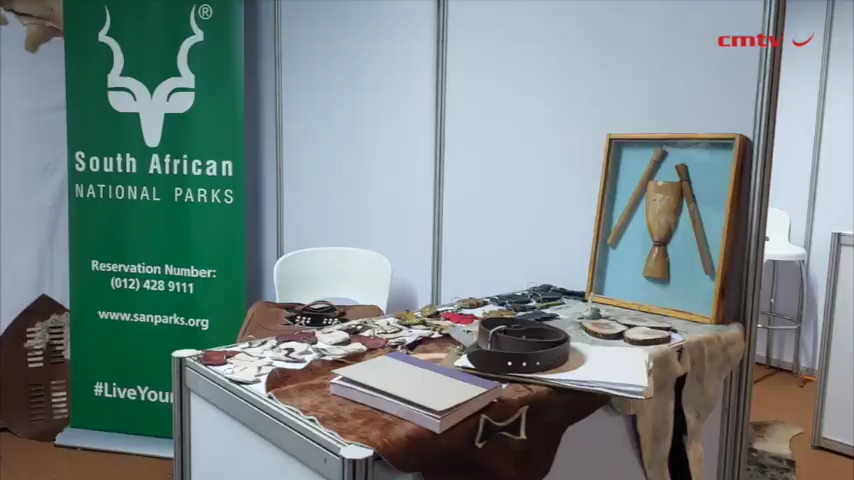 ®
South African
NATIONAL PARKS
Reservation Number:
(012) 428 9111
www.sanparks.org
#LiveYour
cmtv